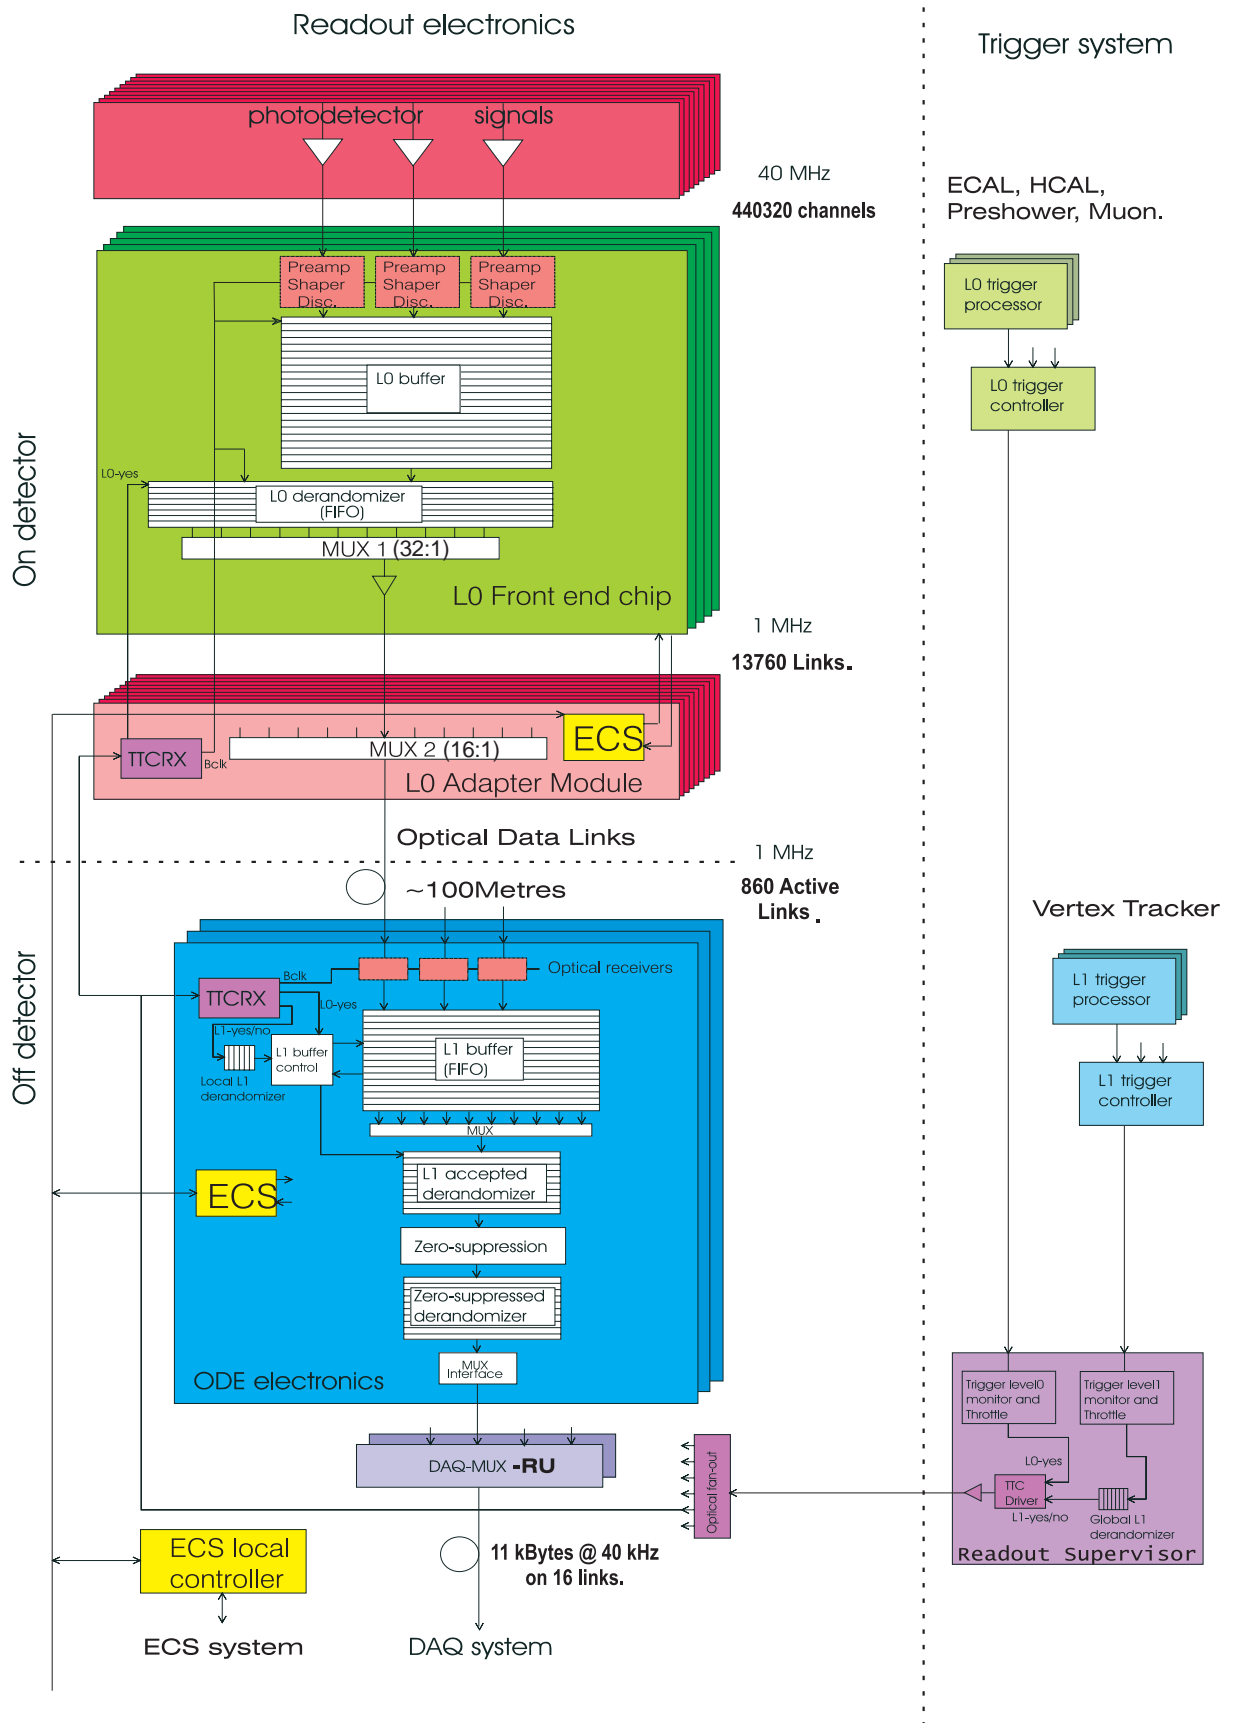 Readout electronics
Trigger system
photodetector signals
40 MHz
440320 channels
ECAL, HCAL,
Preshower, Muon.
Preamp
Shaper
Disc.
Preamp
Shaper
Disc.
Preamp
Shaper
Disc.
L0 buffer
L0-yes
L0 derandomizer
(FIFO)
MUX 1 (32:1)
L0 Front end chip
On detector
L0 trigger
processor
L0 trigger
controller
1 MHz
13760 Links.
TTCRX
Bclk
MUX 2 (16:1)
ECS
L0 Adapter Module
Optical Data Links
1 MHz
~100Metres
860 Active
Links .
Off detector
Vertex Tracker
Optical receivers
Bclk
TTCRX
L0-yes
L1-yes/no
L1 buffer
control
Local L1
derandomizer
L1 buffer
(FIFO)
MUX
L1 trigger
processor
L1 trigger
controller
ECS
L1 accepted
derandomizer
Zero-suppression
Zero-suppressed
derandomizer
MUX
Interface
ODE electronics
DAQ-MUX -RU
Optical fan-out
Trigger level0
monitor and
Throttle
Trigger level1
monitor and
Throttle
L0-yes
TTC
Driver
L1-yes/no
Global L1
derandomizer
Readout Supervisor
ECS local
controller
11 kBytes @ 40 kHz
on 16 links.
ECS system
DAQ system